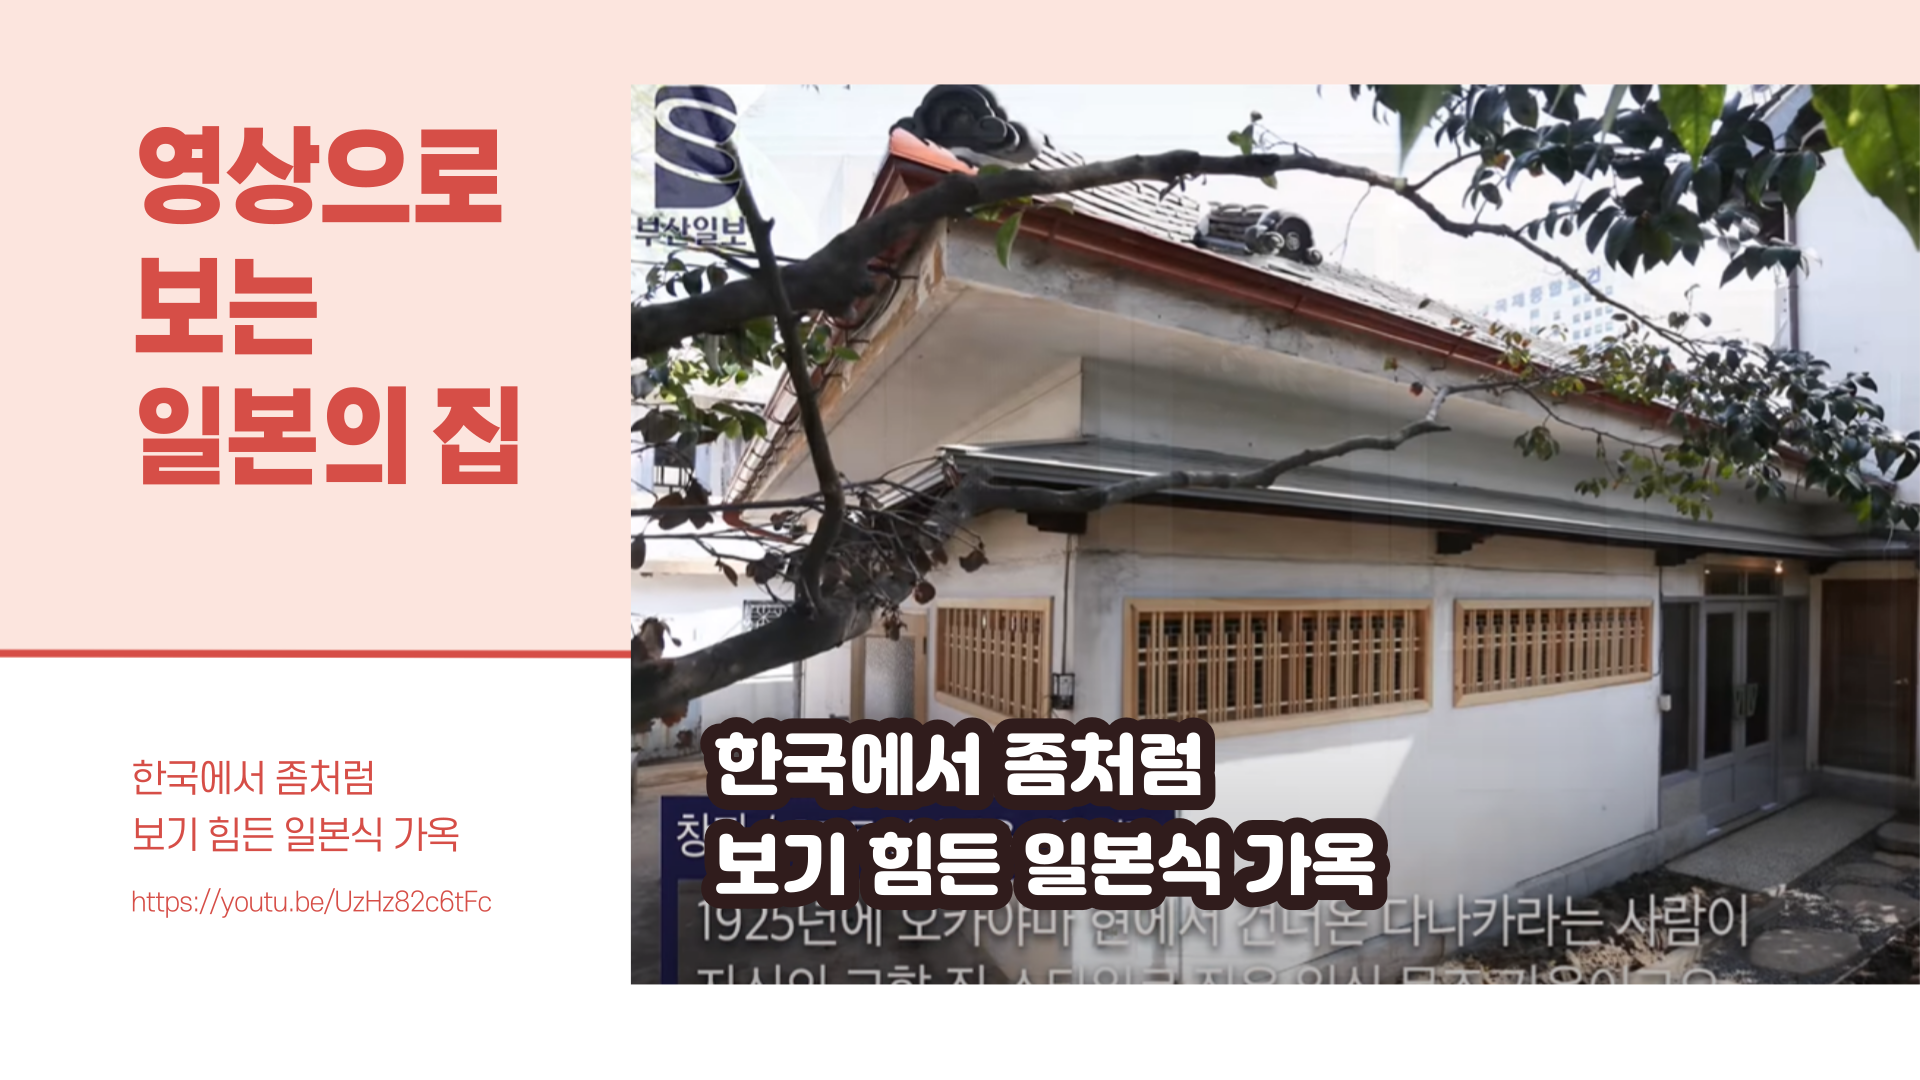 영상으로
보는
일본의 집
한국에서 좀처럼
보기 힘든 일본식 가옥
https://youtu.be/UzHz82c6tFc
부산일보
한국에서 좀처럼
보기 힘든 일본식 가옥
1925년에 오카야마 현에서 건너온 다나카라는 사람이